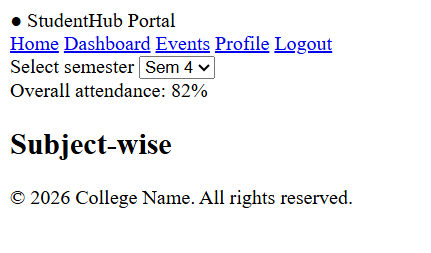 ● StudentHub Portal
Home Dashboard Events Profile Logout
Select semester Sem 4
Overall attendance: 82%
Subject-wise
© 2026 College Name. All rights reserved.